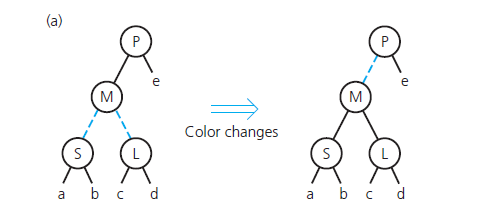 (a)
P P
e e
M M
Color changes
S L S L
a b c d a b c d